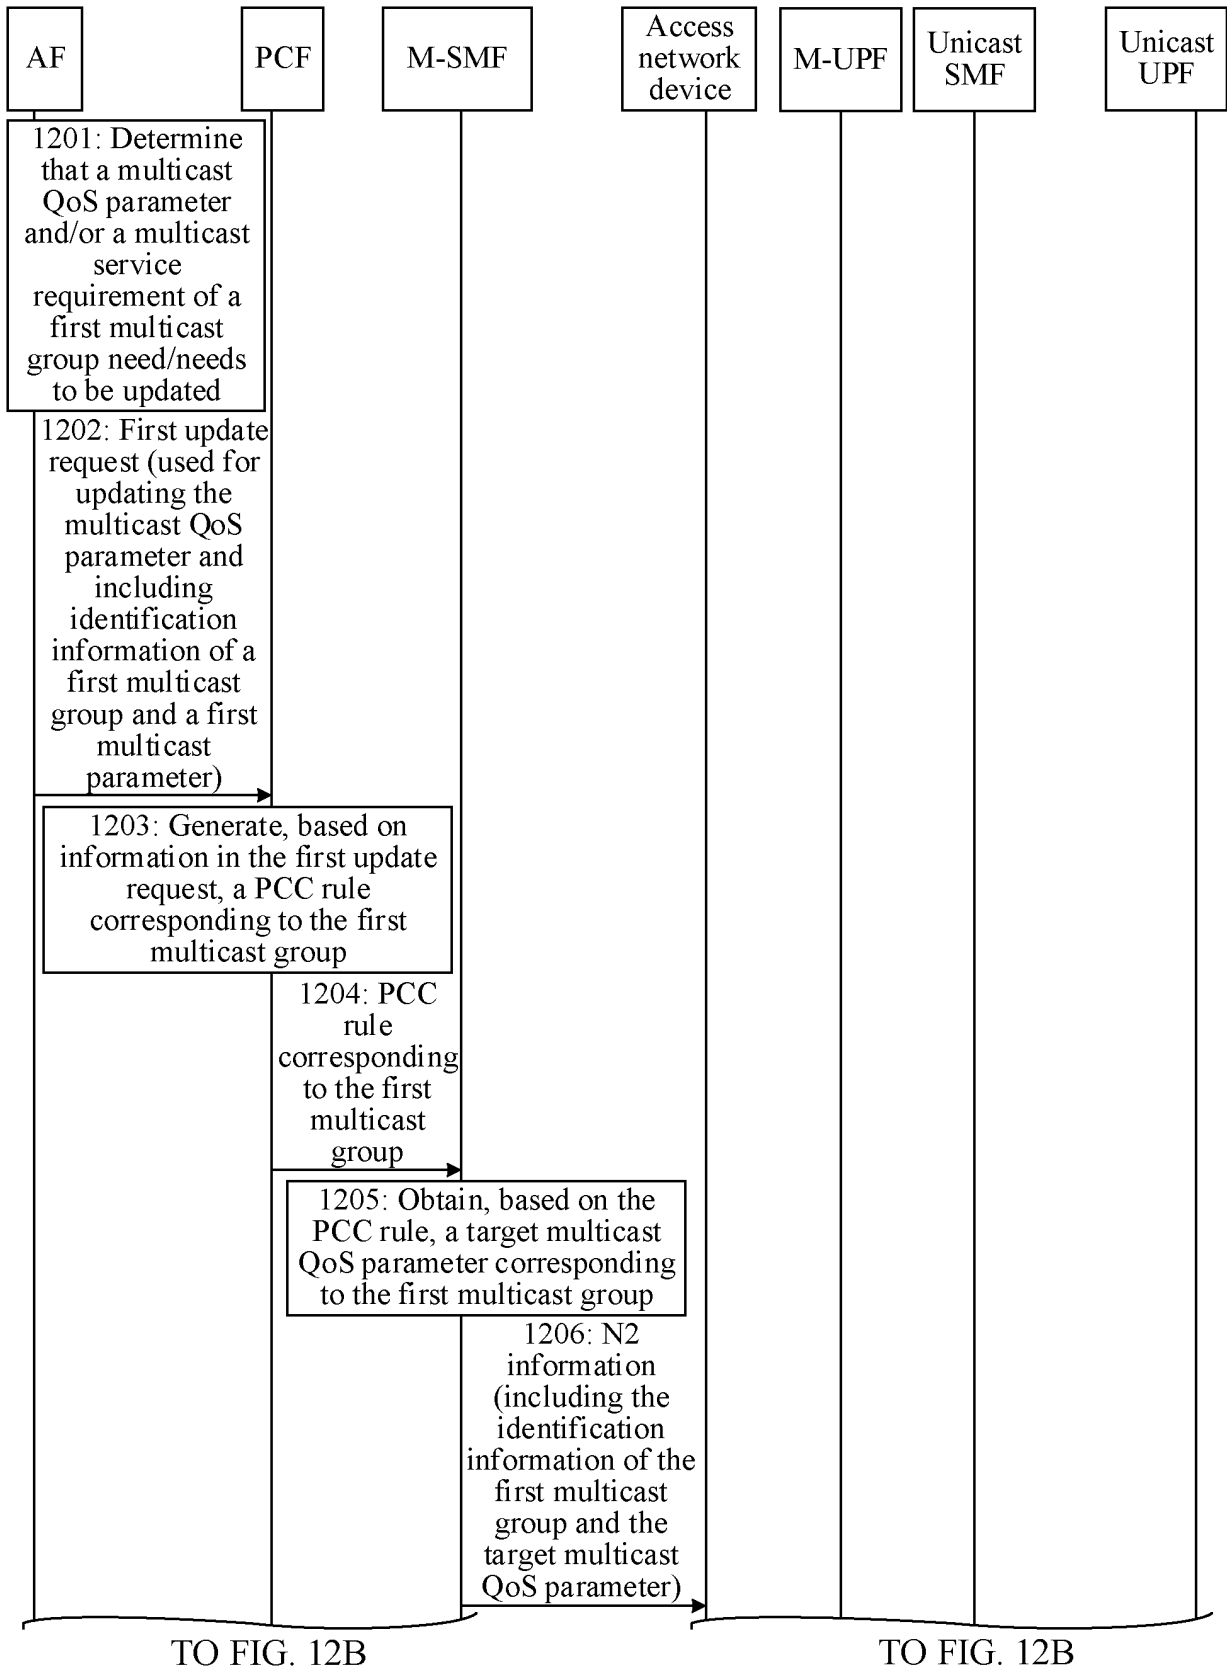 AF
PCF
M-SMF
Access
network
device
M-UPF
Unicast
SMF
Unicast
UPF
1201: Determine
that a multicast
QoS parameter
and/or a multicast
service
requirement of a
first multicast
group need/needs
to be updated
1202: First update
request (used for
updating the
multicast QoS
parameter and
including
identification
information of a
first multicast
group and a first
multicast
parameter)
1203: Generate, based on
information in the first update
request, a PCC rule
corresponding to the first
multicast group
1204: PCC
rule
corresponding
to the first
multicast
group
1205: Obtain, based on the
PCC rule, a target multicast
QoS parameter corresponding
to the first multicast group
1206: N2
information
(including the
identification
information of the
first multicast
group and the
target multicast
QoS parameter)
TO FIG. 12B
TO FIG. 12B